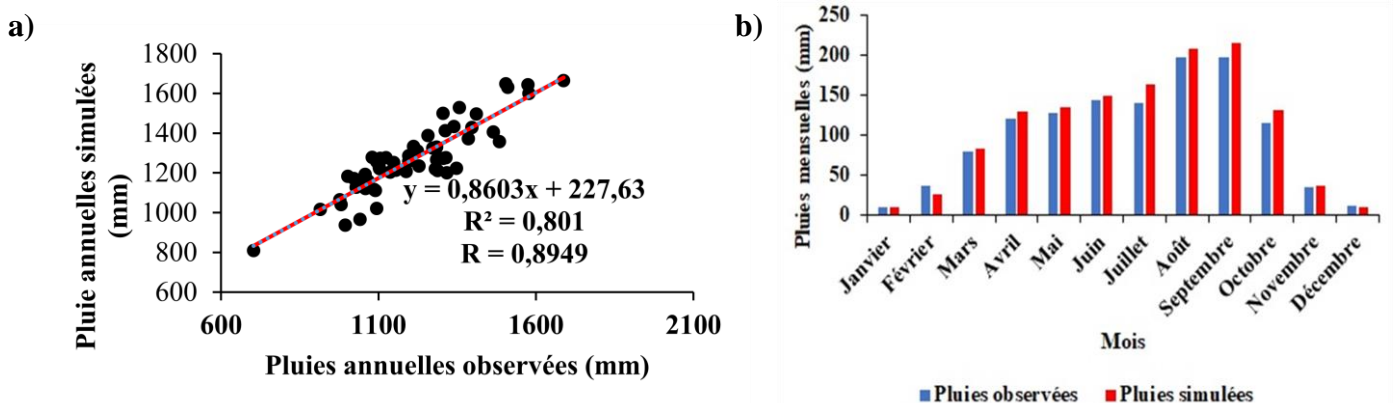 a)
Pluie annuelles simulées
(mm)
1800
1600
1400
1200
1000
800
600
y = 0,8603x + 227,63
R² = 0,801
R = 0,8949
600
1100
1600
2100
Pluies annuelles observées (mm)
b)
Pluies mensuelles (mm)
250
200
150
100
50
0
Janvier
Février
Mars
Avril
Mai
Juin
Juillet
Août
Septembre
Octobre
Novembre
Décembre
Mois
Pluies observées
Pluies simulées